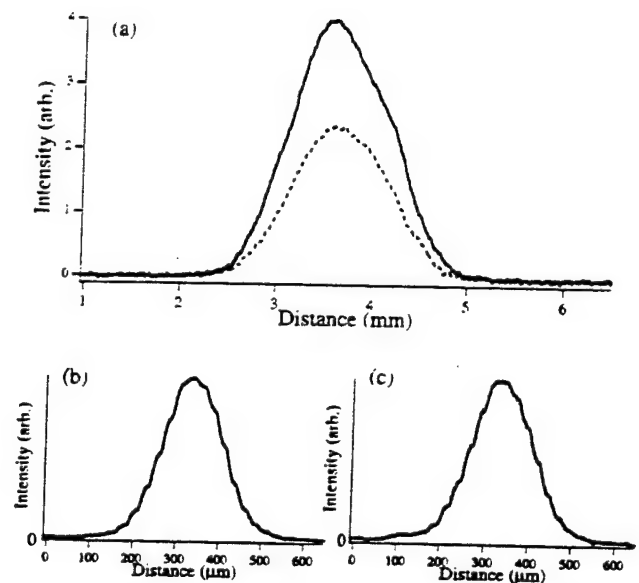 (a)
Intensity (arb.)
4
3
2
1
0
1 2 3 4 5 6
Distance (mm)
(b)
Intensity (arb.)
0
0 100 200 300 400 500 600
Distance (μm)
(c)
Intensity (arb.)
0
0 100 200 300 400 500 600
Distance (μm)